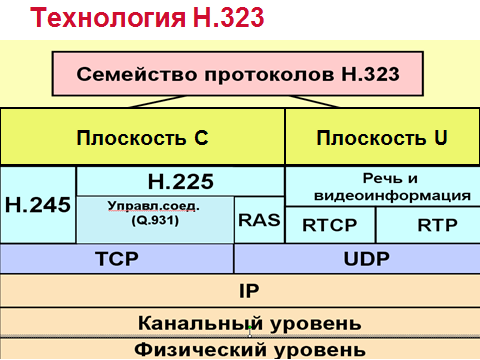 Технология H.323
Семейство протоколов H.323
Плоскость C
Плоскость U
H.245
H.225
Управл.соед.
(Q.931)
RAS
Речь и
видеоинформация
RTCP
RTP
TCP
UDP
IP
Канальный уровень
Физический уровень